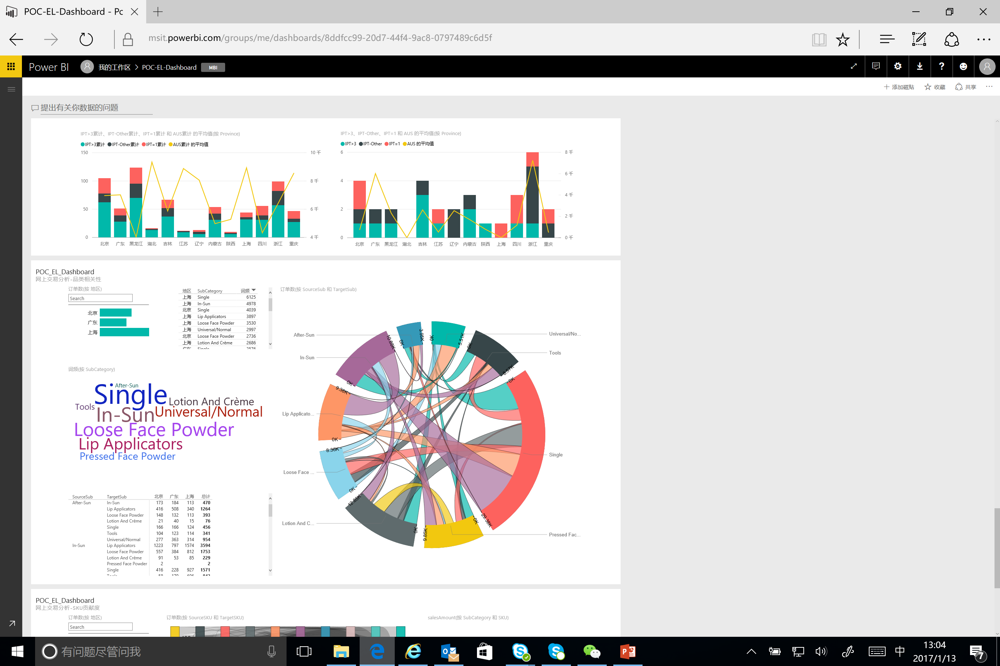 POC-EL-Dashboard - Pc
msit.powerbi.com/groups/me/dashboards/8ddfcc99-20d7-44f4-9ac8-0797489c6d5f
Power BI 我的工作区 > POC-EL-Dashboard MBI
添加磁贴 收藏 共享
提出有关你数据的问题
IPT>3累计、IPT-Other累计、IPT=1累计 和 AUS累计 的平均值(按 Province)
IPT>3累计 IPT-Other累计 IPT=1累计 AUS累计 的平均值
150 10 千
100 8 千
50 6 千
0 4 千
北京 广东 黑龙江 湖北 吉林 江苏 辽宁 内蒙古 陕西 上海 四川 浙江 重庆
IPT>3、IPT-Other、IPT=1 和 AUS 的平均值(按 Province)
IPT>3 IPT-Other IPT=1 AUS 的平均值
6 8 千
6 千
4
4 千
2 2 千
0 0 千
北京 广东 黑龙江 湖北 吉林 江苏 辽宁 内蒙古 陕西 上海 四川 浙江 重庆
POC_EL_Dashboard
网上交易分析-品类相关性
订单数(按 地区)
Search
北京
广东
上海
地区 SubCategory 词频
上海 Single 6125
上海 In-Sun 4978
北京 Single 4039
上海 Lip Applicators 3897
上海 Loose Face Powder 3530
上海 Universal/Normal 2997
北京 Loose Face Powder 2736
上海 Lotion And Crème 2686
广东 Single 2576
词频(按 SubCategory)
After-Sun
Single
Lotion And Crème
Tools
In-Sun
Universal/Normal
Loose Face Powder
Lip Applicators
Pressed Face Powder
SourceSub TargetSub 北京 广东 上海 总计
After-Sun In-Sun 173 184 113 470
Lip Applicators 416 508 340 1264
Loose Face Powder 148 132 113 393
Lotion And Crème 21 40 15 76
Single 166 166 124 456
Tools 104 123 114 341
Universal/Normal 277 363 314 954
In-Sun Lip Applicators 1223 797 1574 3594
Loose Face Powder 557 384 812 1753
Lotion And Crème 91 53 85 229
Pressed Face Powder 2 2
Single 416 228 927 1571
订单数(按 SourceSub 和 TargetSub)
After-Sun
In-Sun
Lip Applicato...
Loose Face ...
Lotion And C...
Universal/No...
Tools
Single
Pressed Fac...
0K 3.95K
0K 5.51K
0K 8.57K
0K 29.38K
0K 9.85K
0K 12.85K
0K 8.36K
0K 9.38K
0K 10.88K
POC_EL_Dashboard
网上交易分析-SKU贡献度
订单数(按 地区)
Search
订单数(按 SourceSKU 和 TargetSKU)
salesAmount(按 SubCategory 和 SKU)
有问题尽管问我
中
13:04
2017/1/13
7